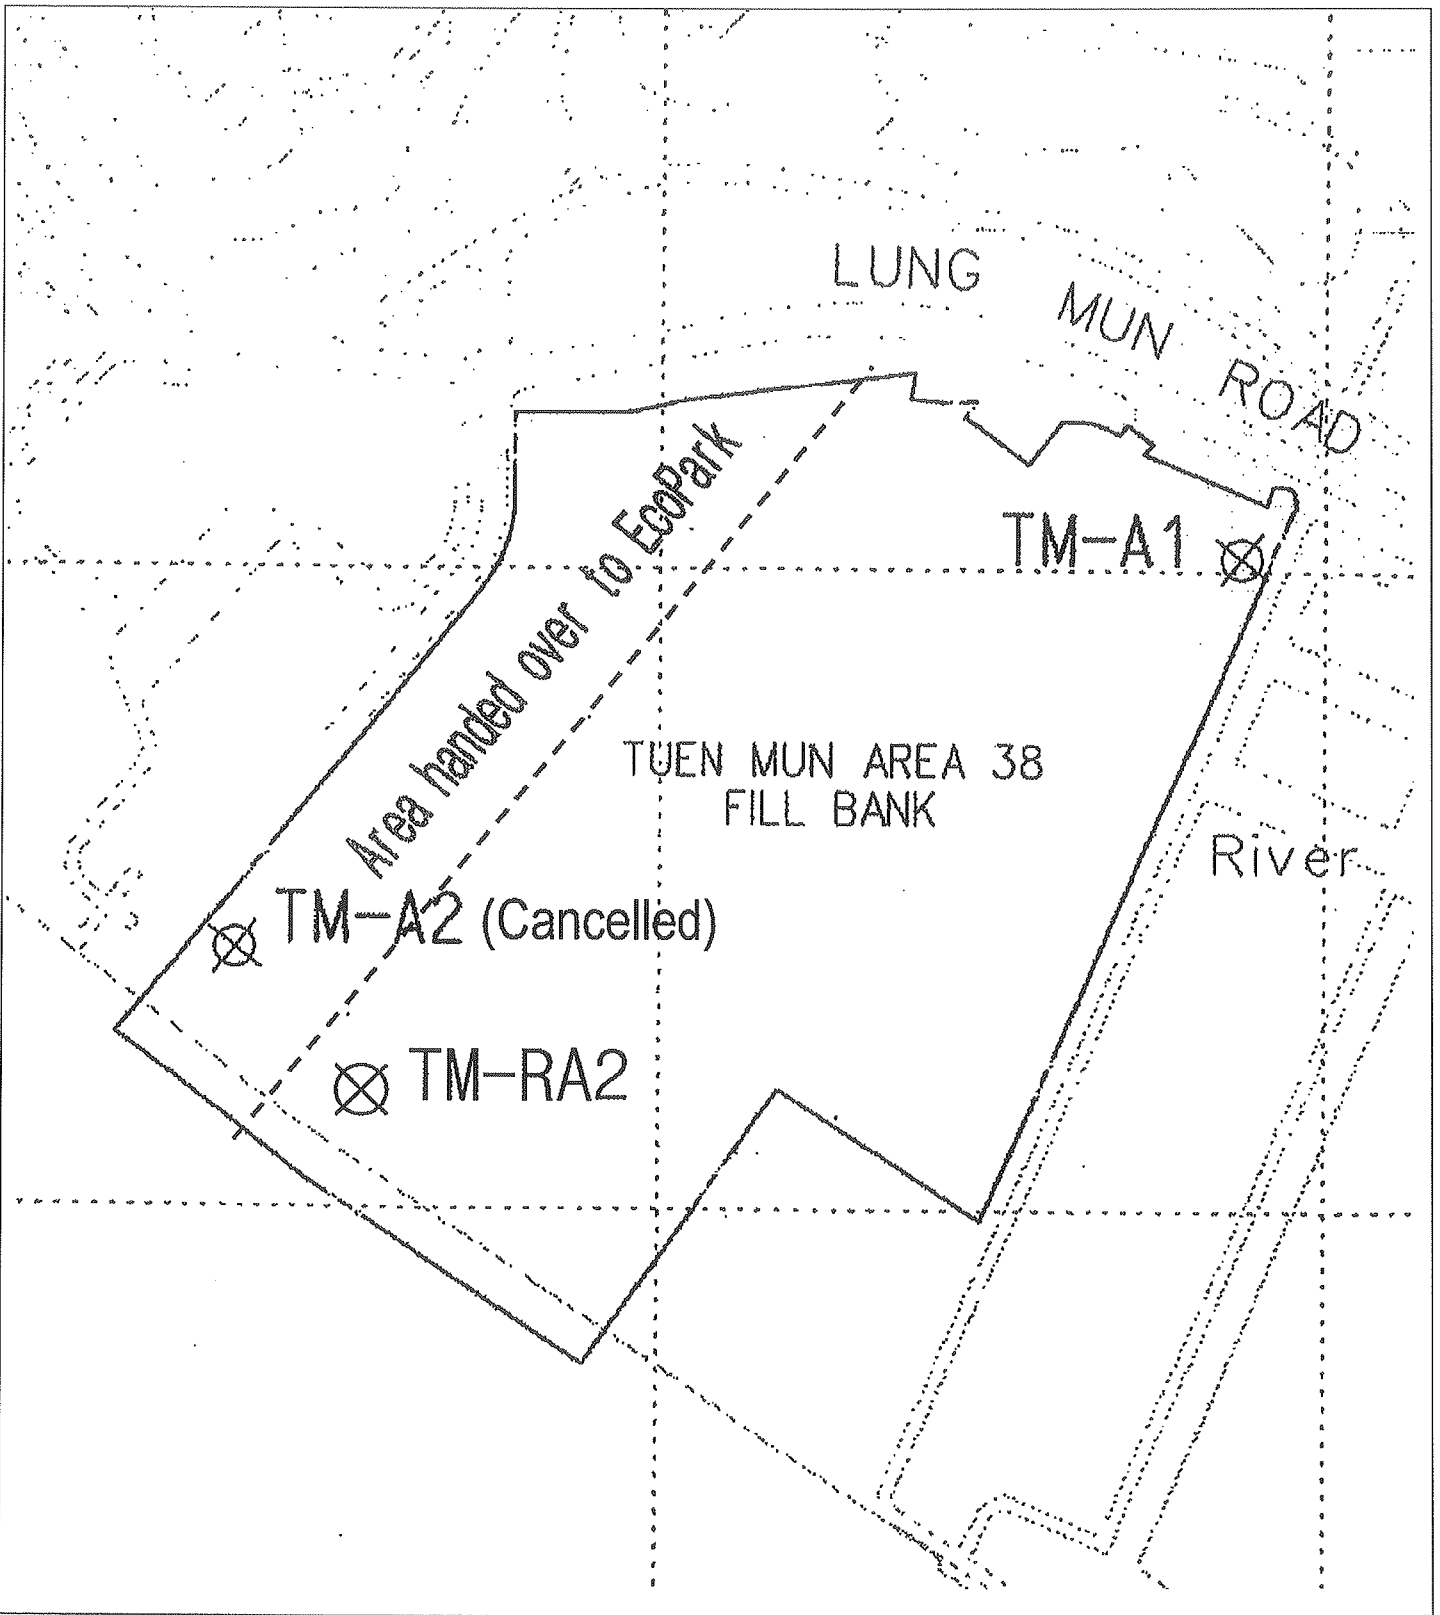 LUNG MUN ROAD
Area handed over to EcoPark
TM-A1
TUEN MUN AREA 38
FILL BANK
River
TM-A2 (Cancelled)
TM-RA2